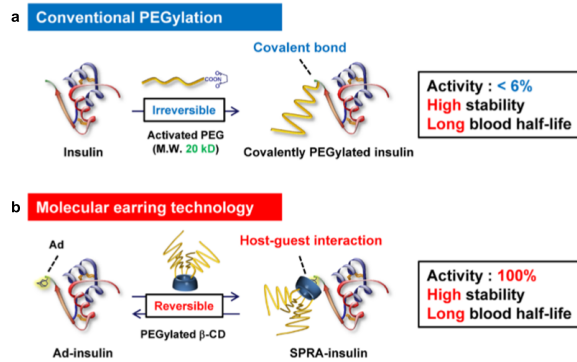 a
Conventional PEGylation
Covalent bond
COON
O
O
Irreversible
Activated PEG
(M.W. 20 kD)
Insulin
Covalently PEGylated insulin
Activity : < 6%
High stability
Long blood half-life
b
Molecular earring technology
Ad
Host-guest interaction
Reversible
PEGylated β-CD
Ad-insulin
SPRA-insulin
Activity : 100%
High stability
Long blood half-life